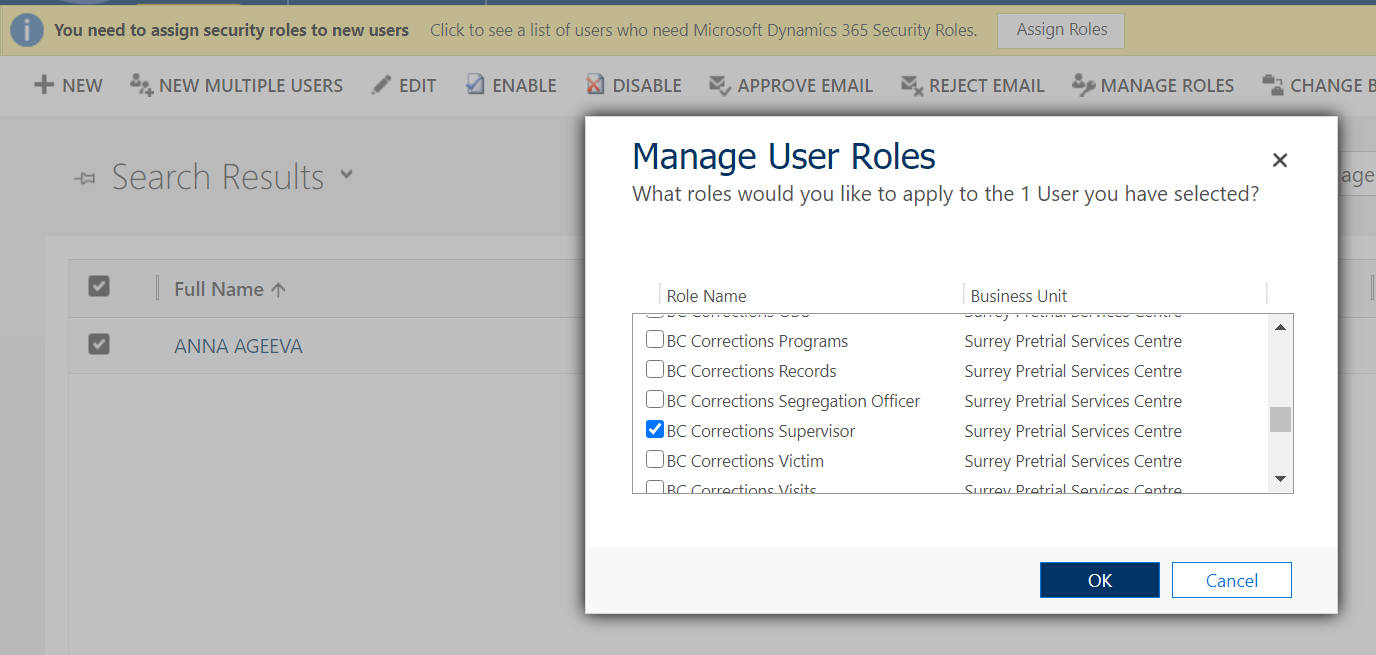 You need to assign security roles to new users Click to see a list of users who need Microsoft Dynamics 365 Security Roles. Assign Roles
NEW NEW MULTIPLE USERS EDIT ENABLE DISABLE APPROVE EMAIL REJECT EMAIL MANAGE ROLES CHANGE B
Search Results
Full Name
ANNA AGEEVA
Manage User Roles
What roles would you like to apply to the 1 User you have selected?
Role Name Business Unit
BC Corrections Programs Surrey Pretrial Services Centre
BC Corrections Records Surrey Pretrial Services Centre
BC Corrections Segregation Officer Surrey Pretrial Services Centre
BC Corrections Supervisor Surrey Pretrial Services Centre
BC Corrections Victim Surrey Pretrial Services Centre
BC Corrections Visits Surrey Pretrial Services Centre
OK Cancel